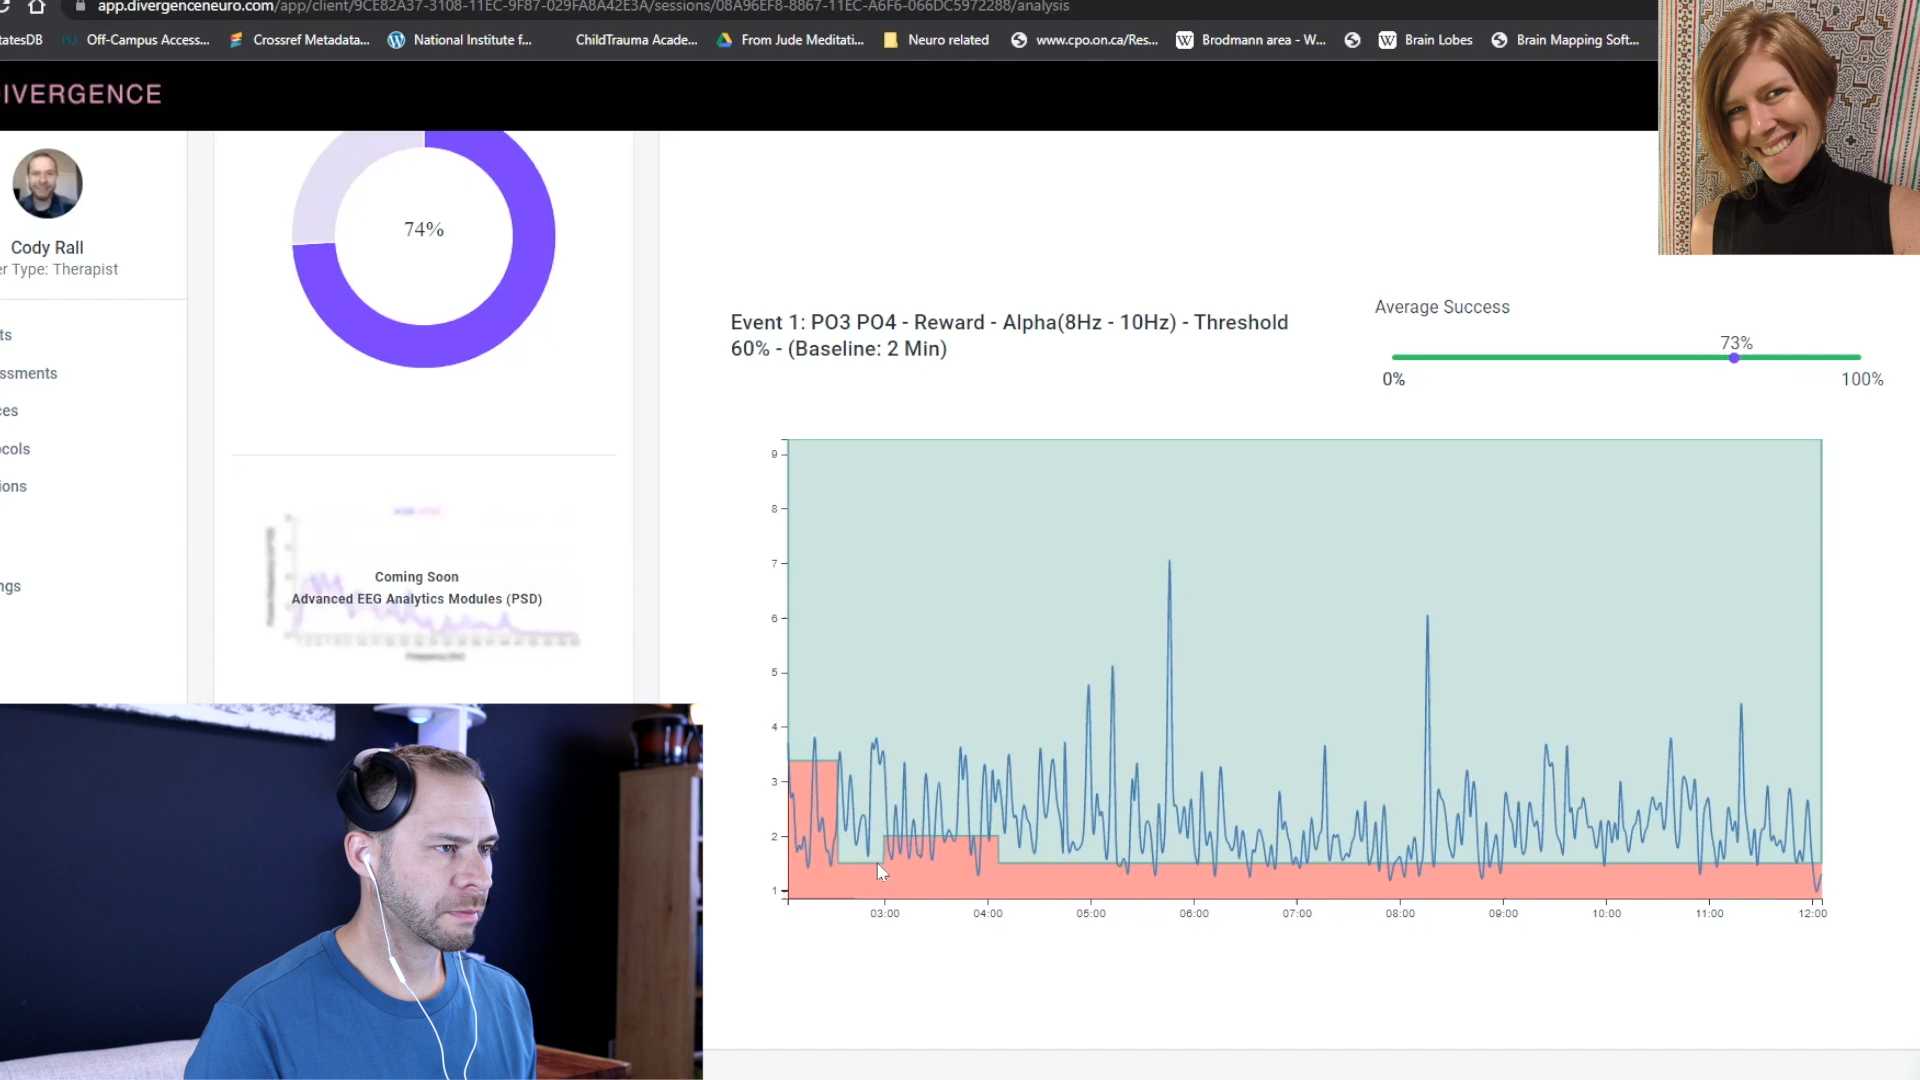 app.divergenceneuro.com/app/client/9CE82A37-3108-11EC-9F87-029FA8A42E3A/sessions/08A96EF8-8867-11EC-A6F6-066DC5972288/analysis
tatesDB Off-Campus Access... Crossref Metadata... National Institute f... ChildTrauma Acade... From Jude Meditati... Neuro related www.cpo.on.ca/Res... Brodmann area - W... Brain Lobes Brain Mapping Soft...
IVERGENCE
Cody Rall
er Type: Therapist
ts
ssments
ces
ocols
ions
ngs
74%
Coming Soon
Advanced EEG Analytics Modules (PSD)
Event 1: PO3 PO4 - Reward - Alpha(8Hz - 10Hz) - Threshold
60% - (Baseline: 2 Min)
Average Success
73%
0% 100%
9
8
7
6
5
4
3
2
1
03:00 04:00 05:00 06:00 07:00 08:00 09:00 10:00 11:00 12:00